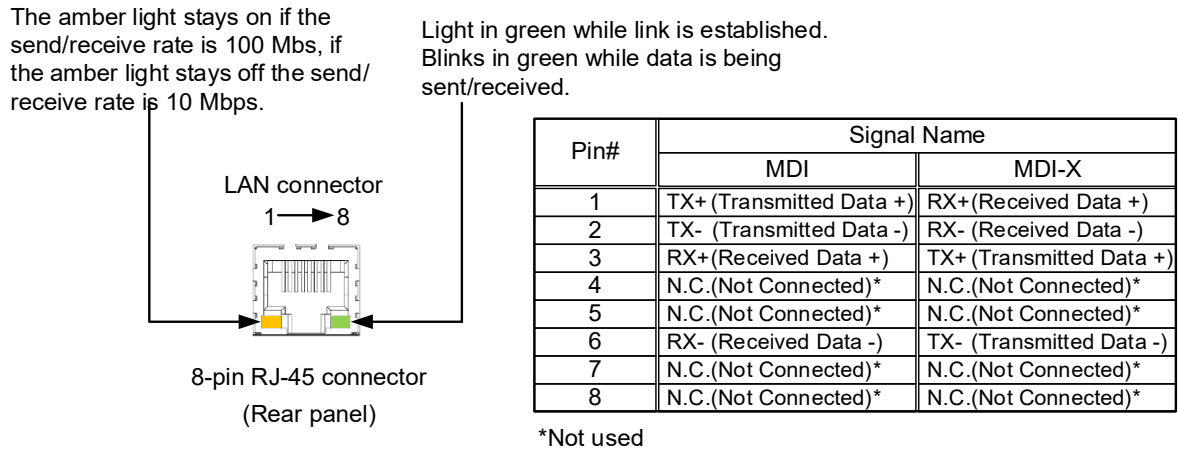 The amber light stays on if the
send/receive rate is 100 Mbs, if
the amber light stays off the send/
receive rate is 10 Mbps.
Light in green while link is established.
Blinks in green while data is being
sent/received.
LAN connector
1 8
8-pin RJ-45 connector
(Rear panel)
Pin# Signal Name
MDI MDI-X
1 TX+ (Transmitted Data +) RX+(Received Data +)
2 TX- (Transmitted Data -) RX- (Received Data -)
3 RX+(Received Data +) TX+ (Transmitted Data +)
4 N.C.(Not Connected)* N.C.(Not Connected)*
5 N.C.(Not Connected)* N.C.(Not Connected)*
6 RX- (Received Data -) TX- (Transmitted Data -)
7 N.C.(Not Connected)* N.C.(Not Connected)*
8 N.C.(Not Connected)* N.C.(Not Connected)*
*Not used